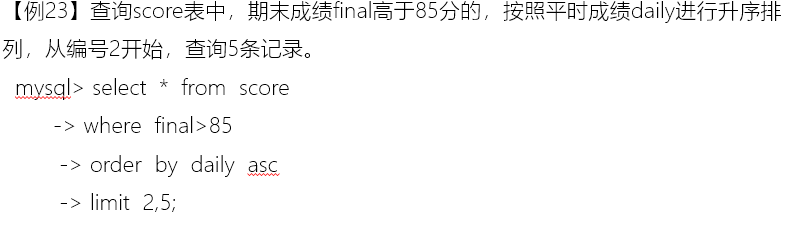 【例23】查询score表中，期末成绩final高于85分的，按照平时成绩daily进行升序排
列，从编号2开始，查询5条记录。
mysql> select * from score
-> where final>85
-> order by daily asc
-> limit 2,5;